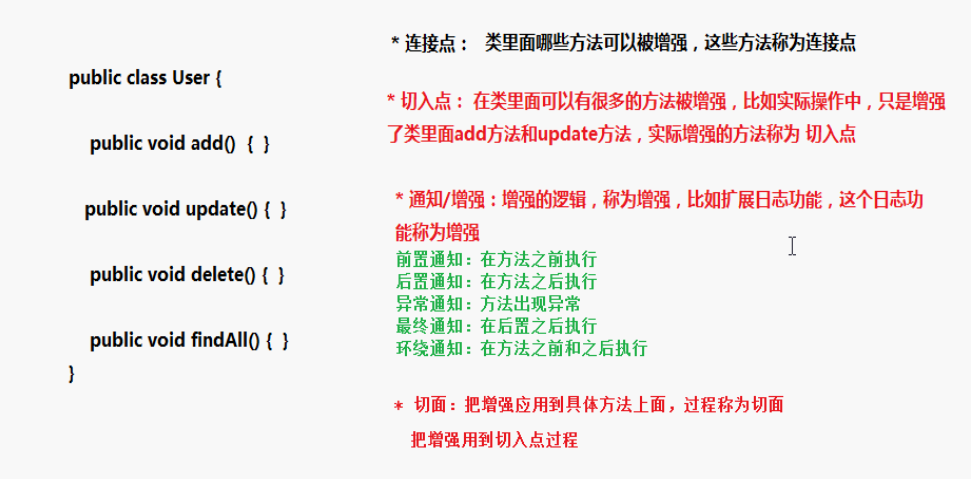 public class User {
public void add() { }
public void update() { }
public void delete() { }
public void findAll() { }
}
* 连接点： 类里面哪些方法可以被增强，这些方法称为连接点
* 切入点：在类里面可以有很多的方法被增强，比如实际操作中，只是增强
了类里面add方法和update方法，实际增强的方法称为 切入点
* 通知/增强：增强的逻辑，称为增强，比如扩展日志功能，这个日志功
能称为增强
前置通知：在方法之前执行
后置通知：在方法之后执行
异常通知：方法出现异常
最终通知：在后置之后执行
环绕通知：在方法之前和之后执行
* 切面：把增强应用到具体方法上面，过程称为切面
把增强用到切入点过程